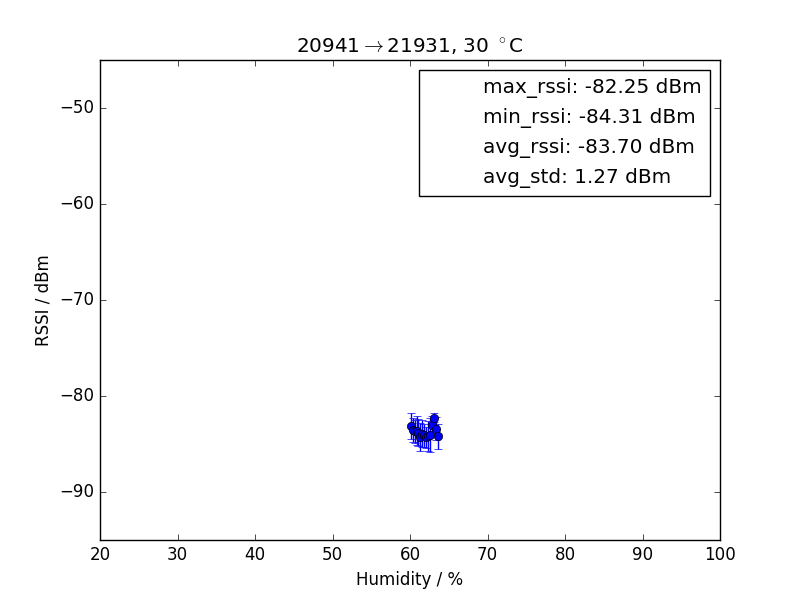 20941→21931, 30 °C
max_rssi: -82.25 dBm
min_rssi: -84.31 dBm
avg_rssi: -83.70 dBm
avg_std: 1.27 dBm
RSSI / dBm
−50
−60
−70
−80
−90
20 30 40 50 60 70 80 90 100
Humidity / %